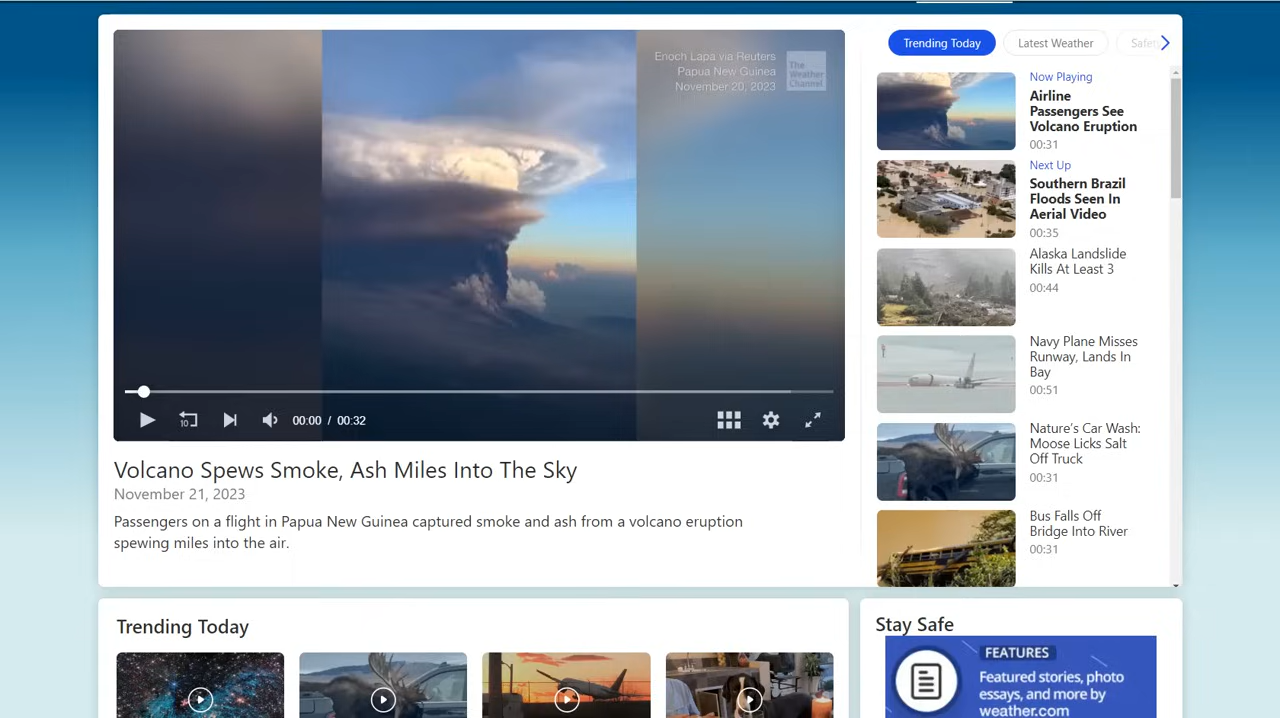 Enoch Lapa via Reuters
Papua New Guinea
November 20, 2023
The
Weather
Channel
10
00:00 / 00:32
Volcano Spews Smoke, Ash Miles Into The Sky
November 21, 2023
Passengers on a flight in Papua New Guinea captured smoke and ash from a volcano eruption
spewing miles into the air.
Trending Today
Latest Weather
Safet
Now Playing
Airline
Passengers See
Volcano Eruption
00:31
Next Up
Southern Brazil
Floods Seen In
Aerial Video
00:35
Alaska Landslide
Kills At Least 3
00:44
Navy Plane Misses
Runway, Lands In
Bay
00:51
Nature's Car Wash:
Moose Licks Salt
Off Truck
00:31
Bus Falls Off
Bridge Into River
00:31
Trending Today
Stay Safe
FEATURES
Featured stories, photo
essays, and more by
weather.com